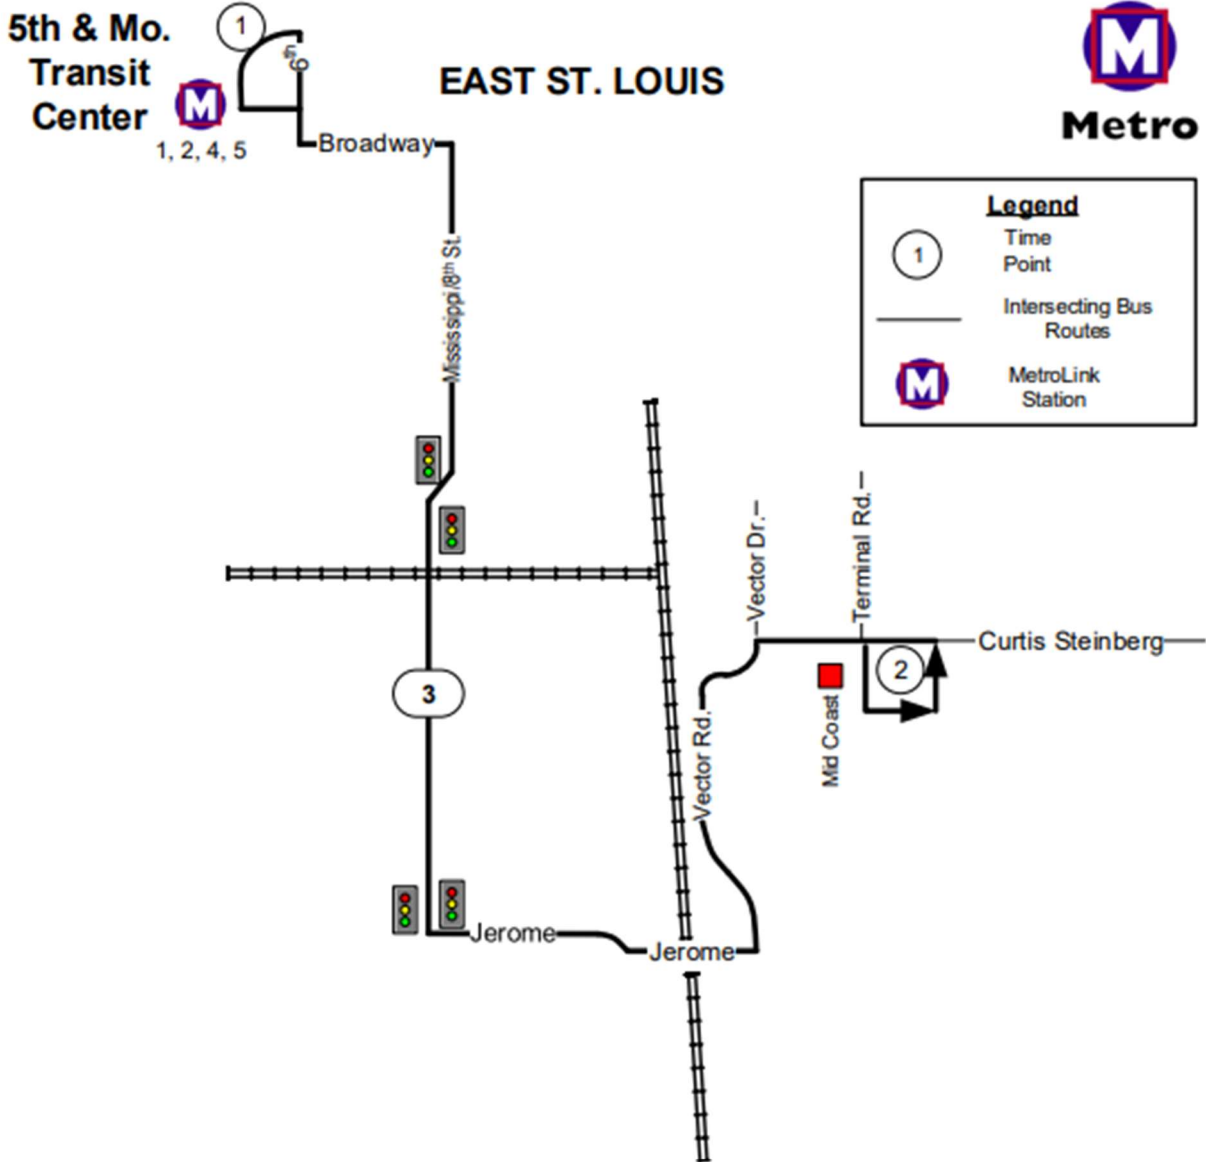 5th & Mo.
Transit
Center
M
1, 2, 4, 5
1
6th
EAST ST. LOUIS
M
Metro
Broadway
Mississippi/8th St.
Legend
1
Time
Point
Intersecting Bus
Routes
M
MetroLink
Station
Vector Dr.
Terminal Rd.
Curtis Steinberg
2
3
Mid Coast
Vector Rd.
Jerome
Jerome